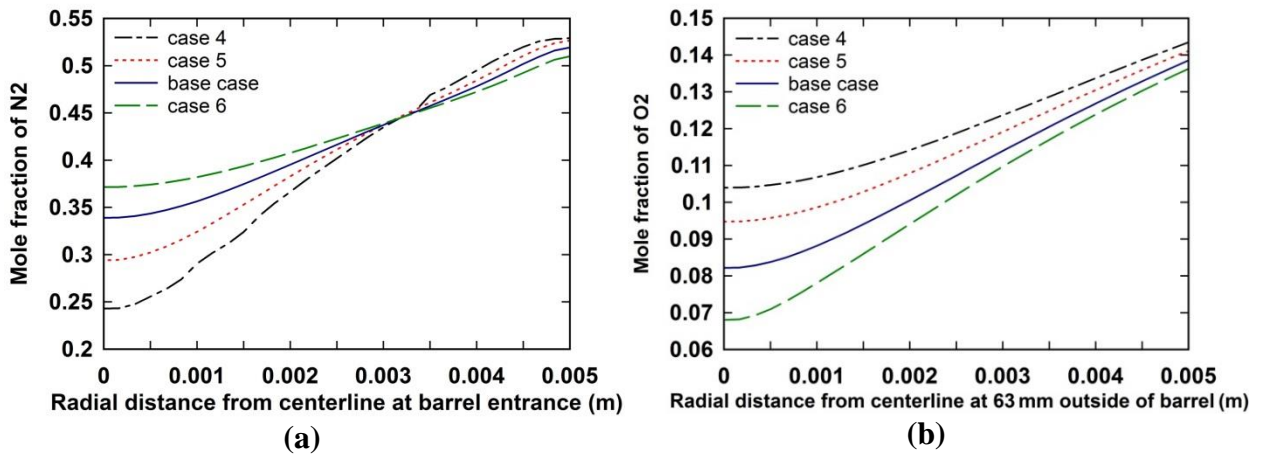 Mole fraction of N2
0.55
0.5
0.45
0.4
0.35
0.3
0.25
0.2
case 4
case 5
base case
case 6
0 0.001 0.002 0.003 0.004 0.005
Radial distance from centerline at barrel entrance (m)
(a)
Mole fraction of O2
0.15
0.14
0.13
0.12
0.11
0.1
0.09
0.08
0.07
0.06
case 4
case 5
base case
case 6
0 0.001 0.002 0.003 0.004 0.005
Radial distance from centerline at 63 mm outside of barrel (m)
(b)